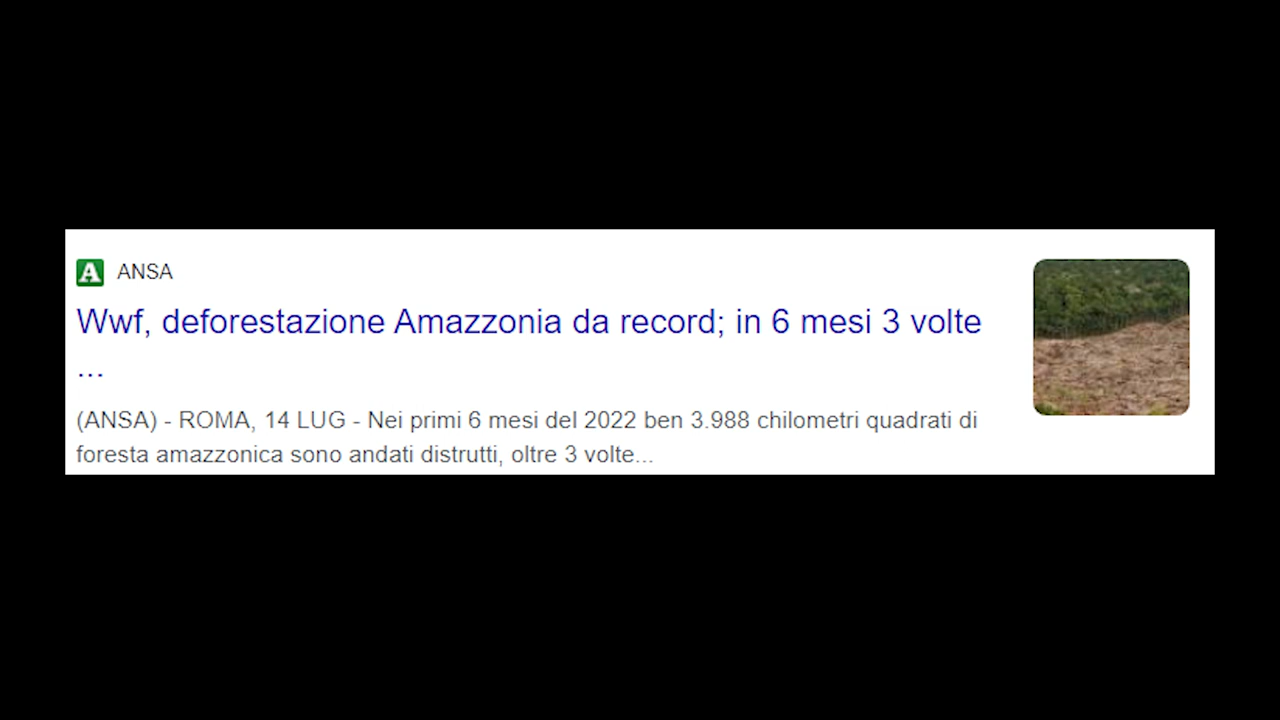 A ANSA
Wwf, deforestazione Amazzonia da record; in 6 mesi 3 volte
...
(ANSA) - ROMA, 14 LUG - Nei primi 6 mesi del 2022 ben 3.988 chilometri quadrati di
foresta amazzonica sono andati distrutti, oltre 3 volte...